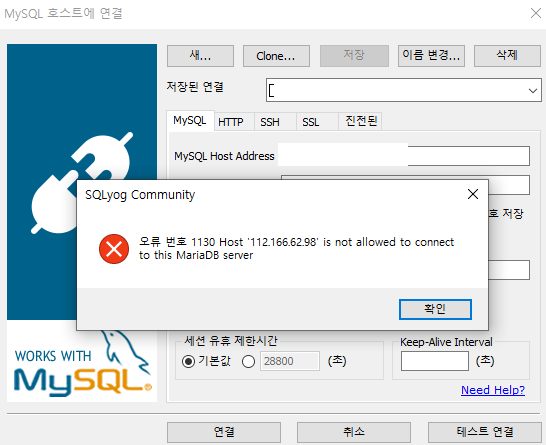 MySQL 호스트에 연결
새...
Clone...
저장
이름 변경...
삭제
저장된 연결
MySQL
HTTP
SSH
SSL
진전된
MySQL Host Address
SQLyog Community
호 저장
오류 번호 1130 Host '112.166.62.98' is not allowed to connect
to this MariaDB server
확인
세션 유휴 제한시간
기본값
28800
(초)
Keep-Alive Interval
(초)
WORKS WITH
MySQL®
Need Help?
연결
취소
테스트 연결